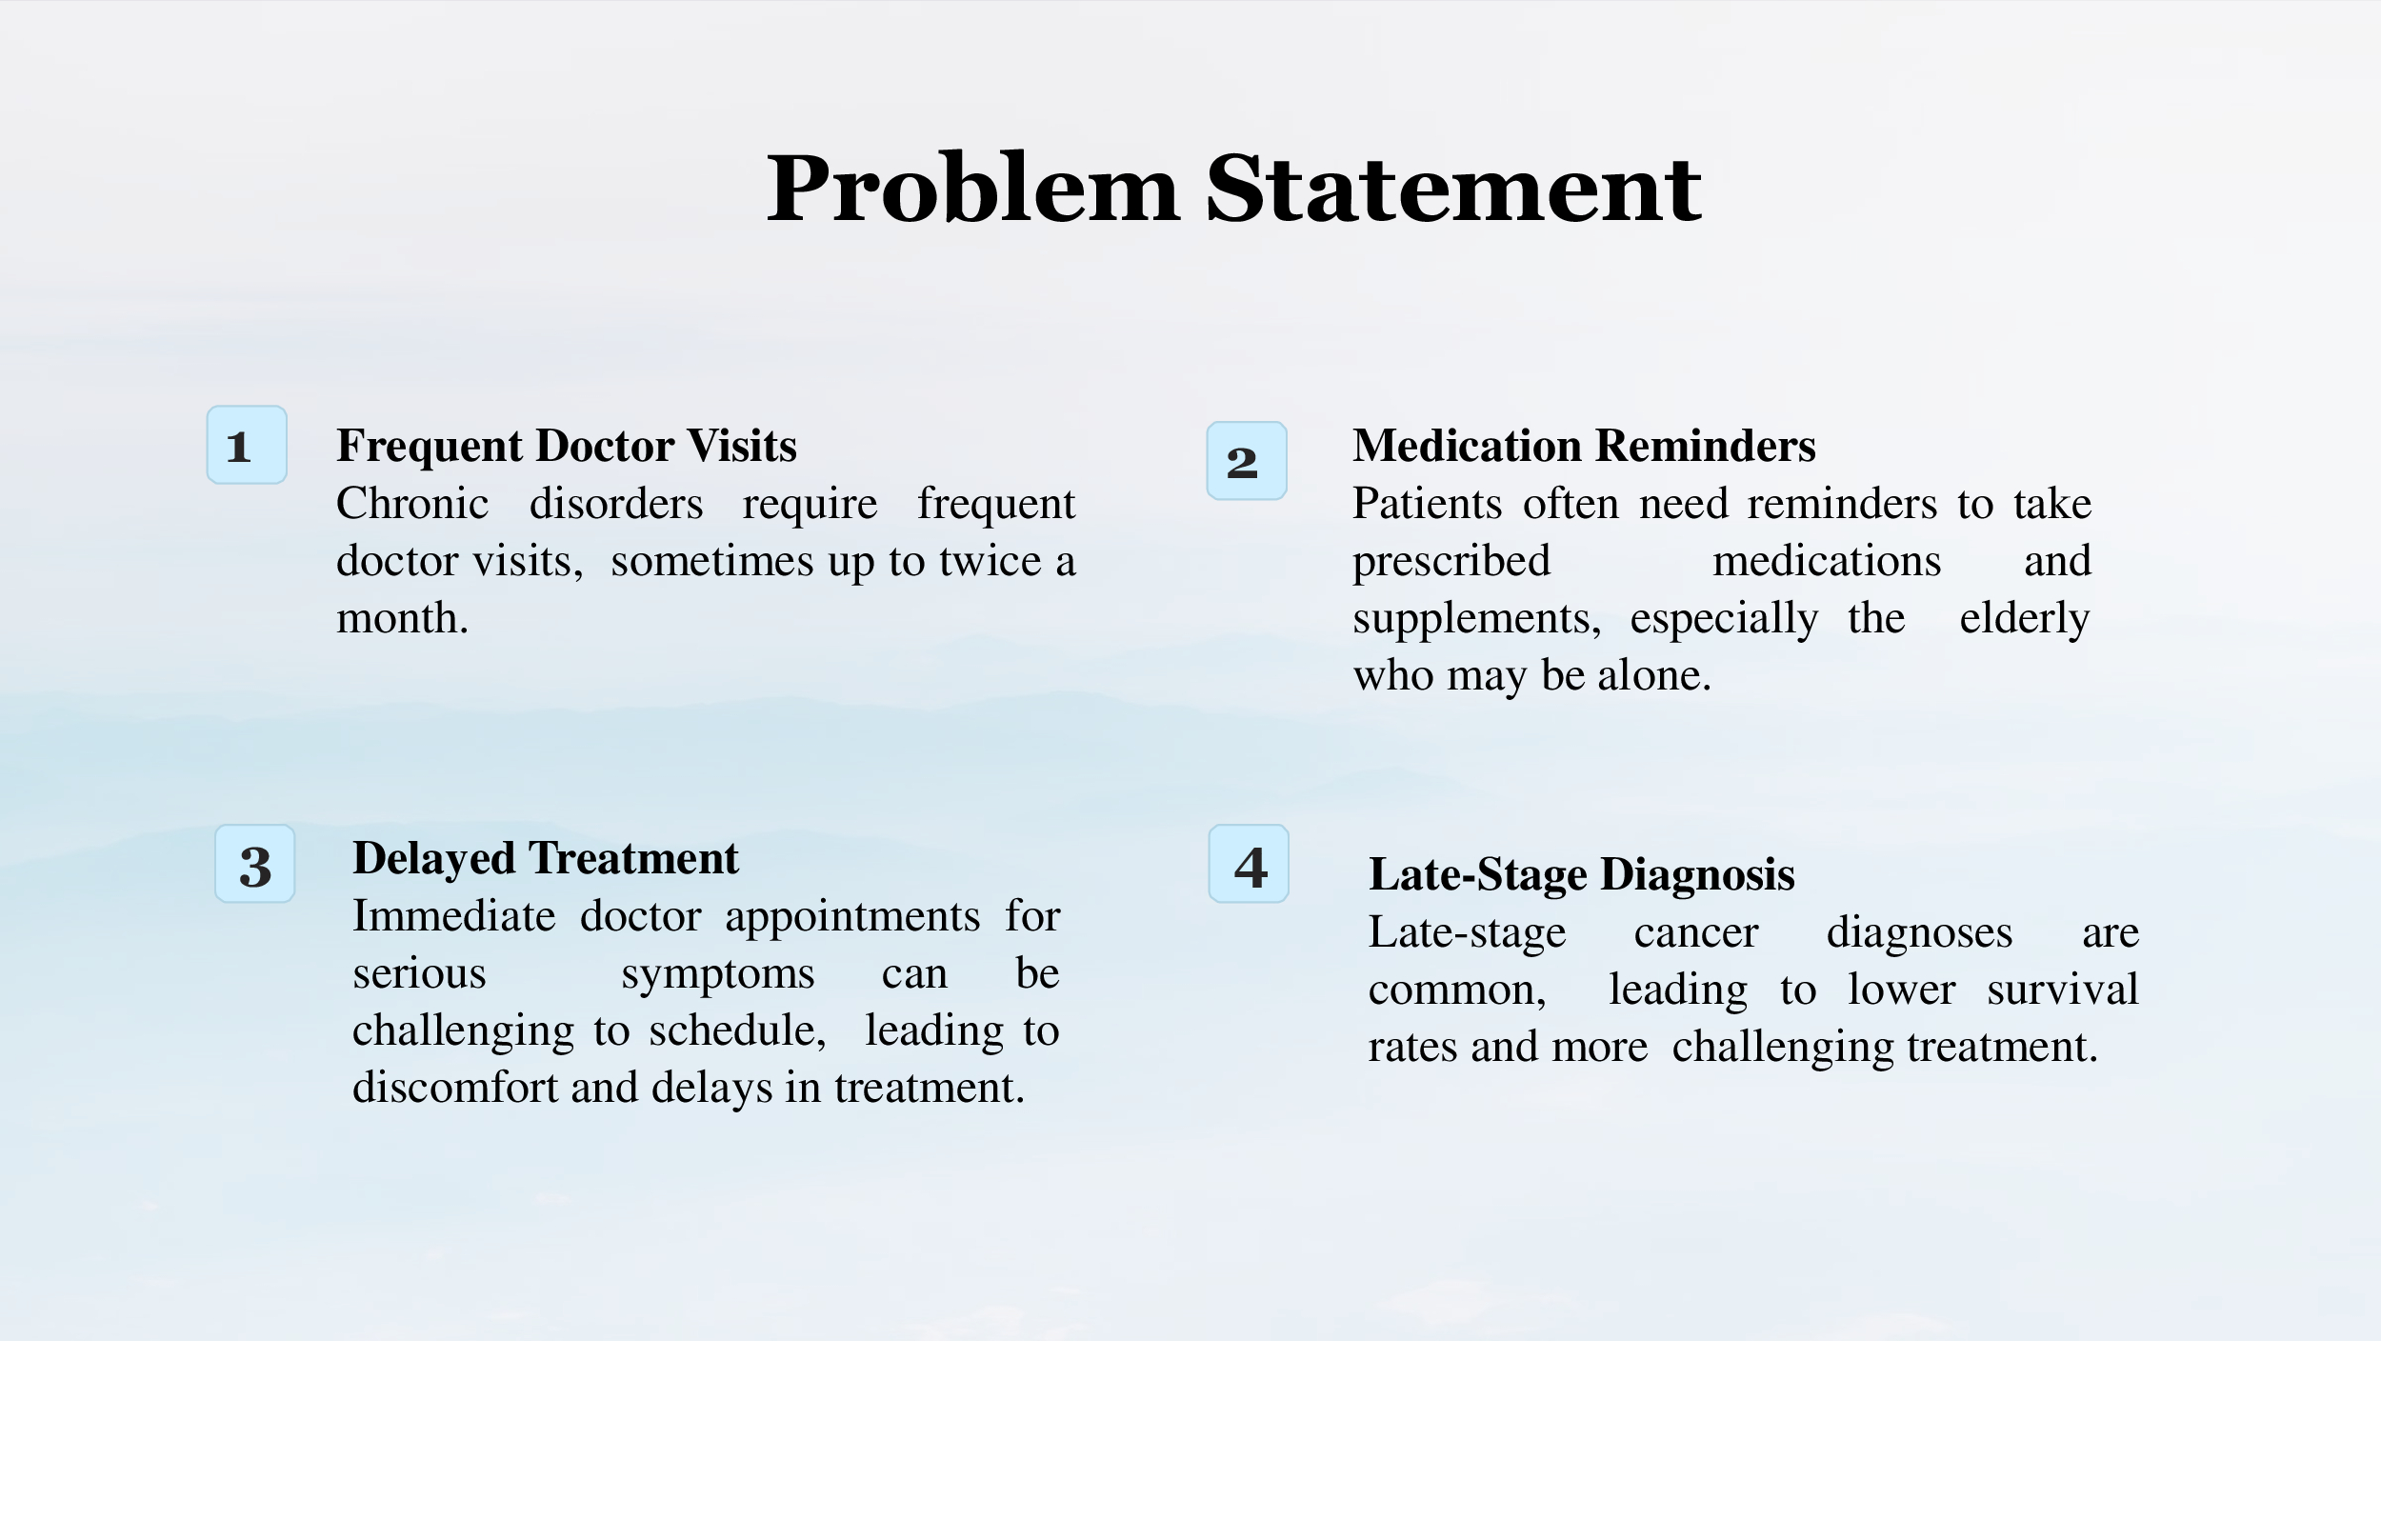 Problem Statement
1
Frequent Doctor Visits
Chronic disorders require frequent
doctor visits, sometimes up to twice a
month.
2
Medication Reminders
Patients often need reminders to take
prescribed medications and
supplements, especially the elderly
who may be alone.
3
Delayed Treatment
Immediate doctor appointments for
serious symptoms can be
challenging to schedule, leading to
discomfort and delays in treatment.
4
Late-Stage Diagnosis
Late-stage cancer diagnoses are
common, leading to lower survival
rates and more challenging treatment.